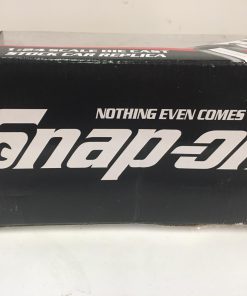 1:24 SCALE DIE CAST
STOCK CAR REPLICA
NOTHING EVEN COMES
Snap-on